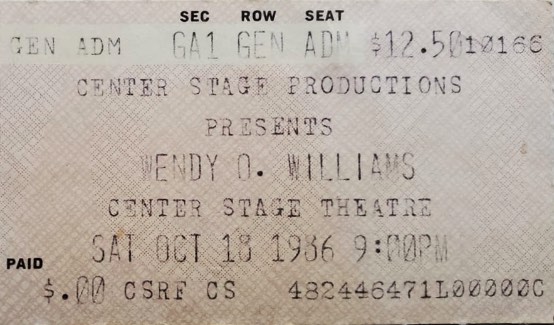 SEC ROW SEAT
GEN ADM GA1 GEN ADM $12.50 10166
CENTER STAGE PRODUCTIONS
PRESENTS
WENDY O. WILLIAMS
CENTER STAGE THEATRE
SAT OCT 18 1986 9:00PM
PAID
$.00 CSRF CS 482446471L00000C